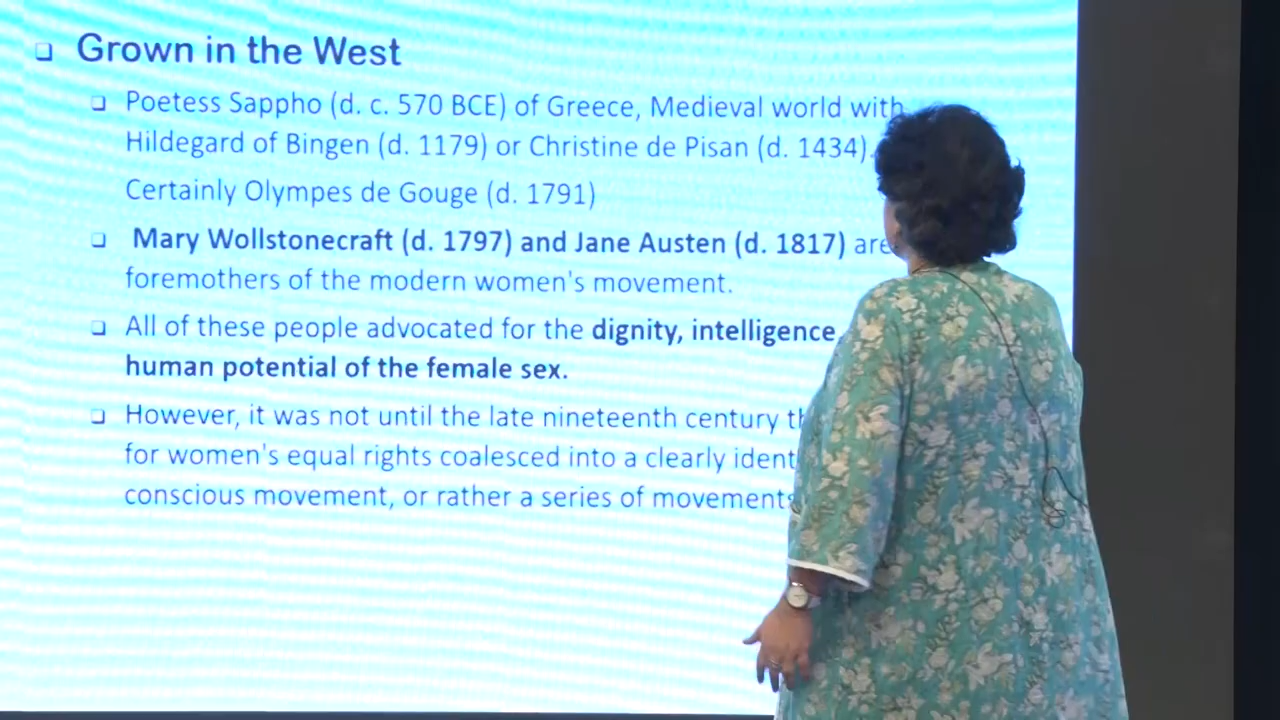 Grown in the West
Poetess Sappho (d. c. 570 BCE) of Greece, Medieval world with
Hildegard of Bingen (d. 1179) or Christine de Pisan (d. 1434)
Certainly Olympes de Gouge (d. 1791)
Mary Wollstonecraft (d. 1797) and Jane Austen (d. 1817) are
foremothers of the modern women's movement.
All of these people advocated for the dignity, intelligence
human potential of the female sex.
However, it was not until the late nineteenth century
for women's equal rights coalesced into a clearly
conscious movement, or rather a series of movements